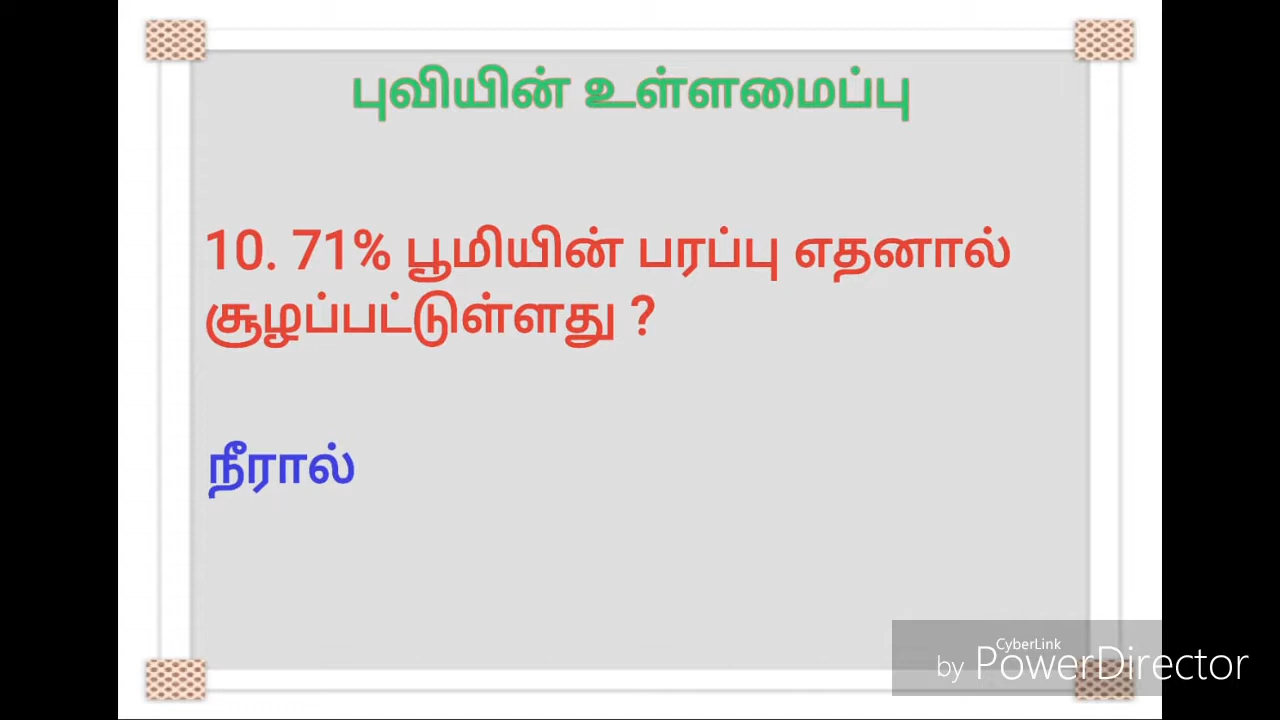 புவியின் உள்ளமைப்பு
10. 71% பூமியின் பரப்பு எதனால்
சூழப்பட்டுள்ளது ?
நீரால்
CyberLink
by PowerDirector